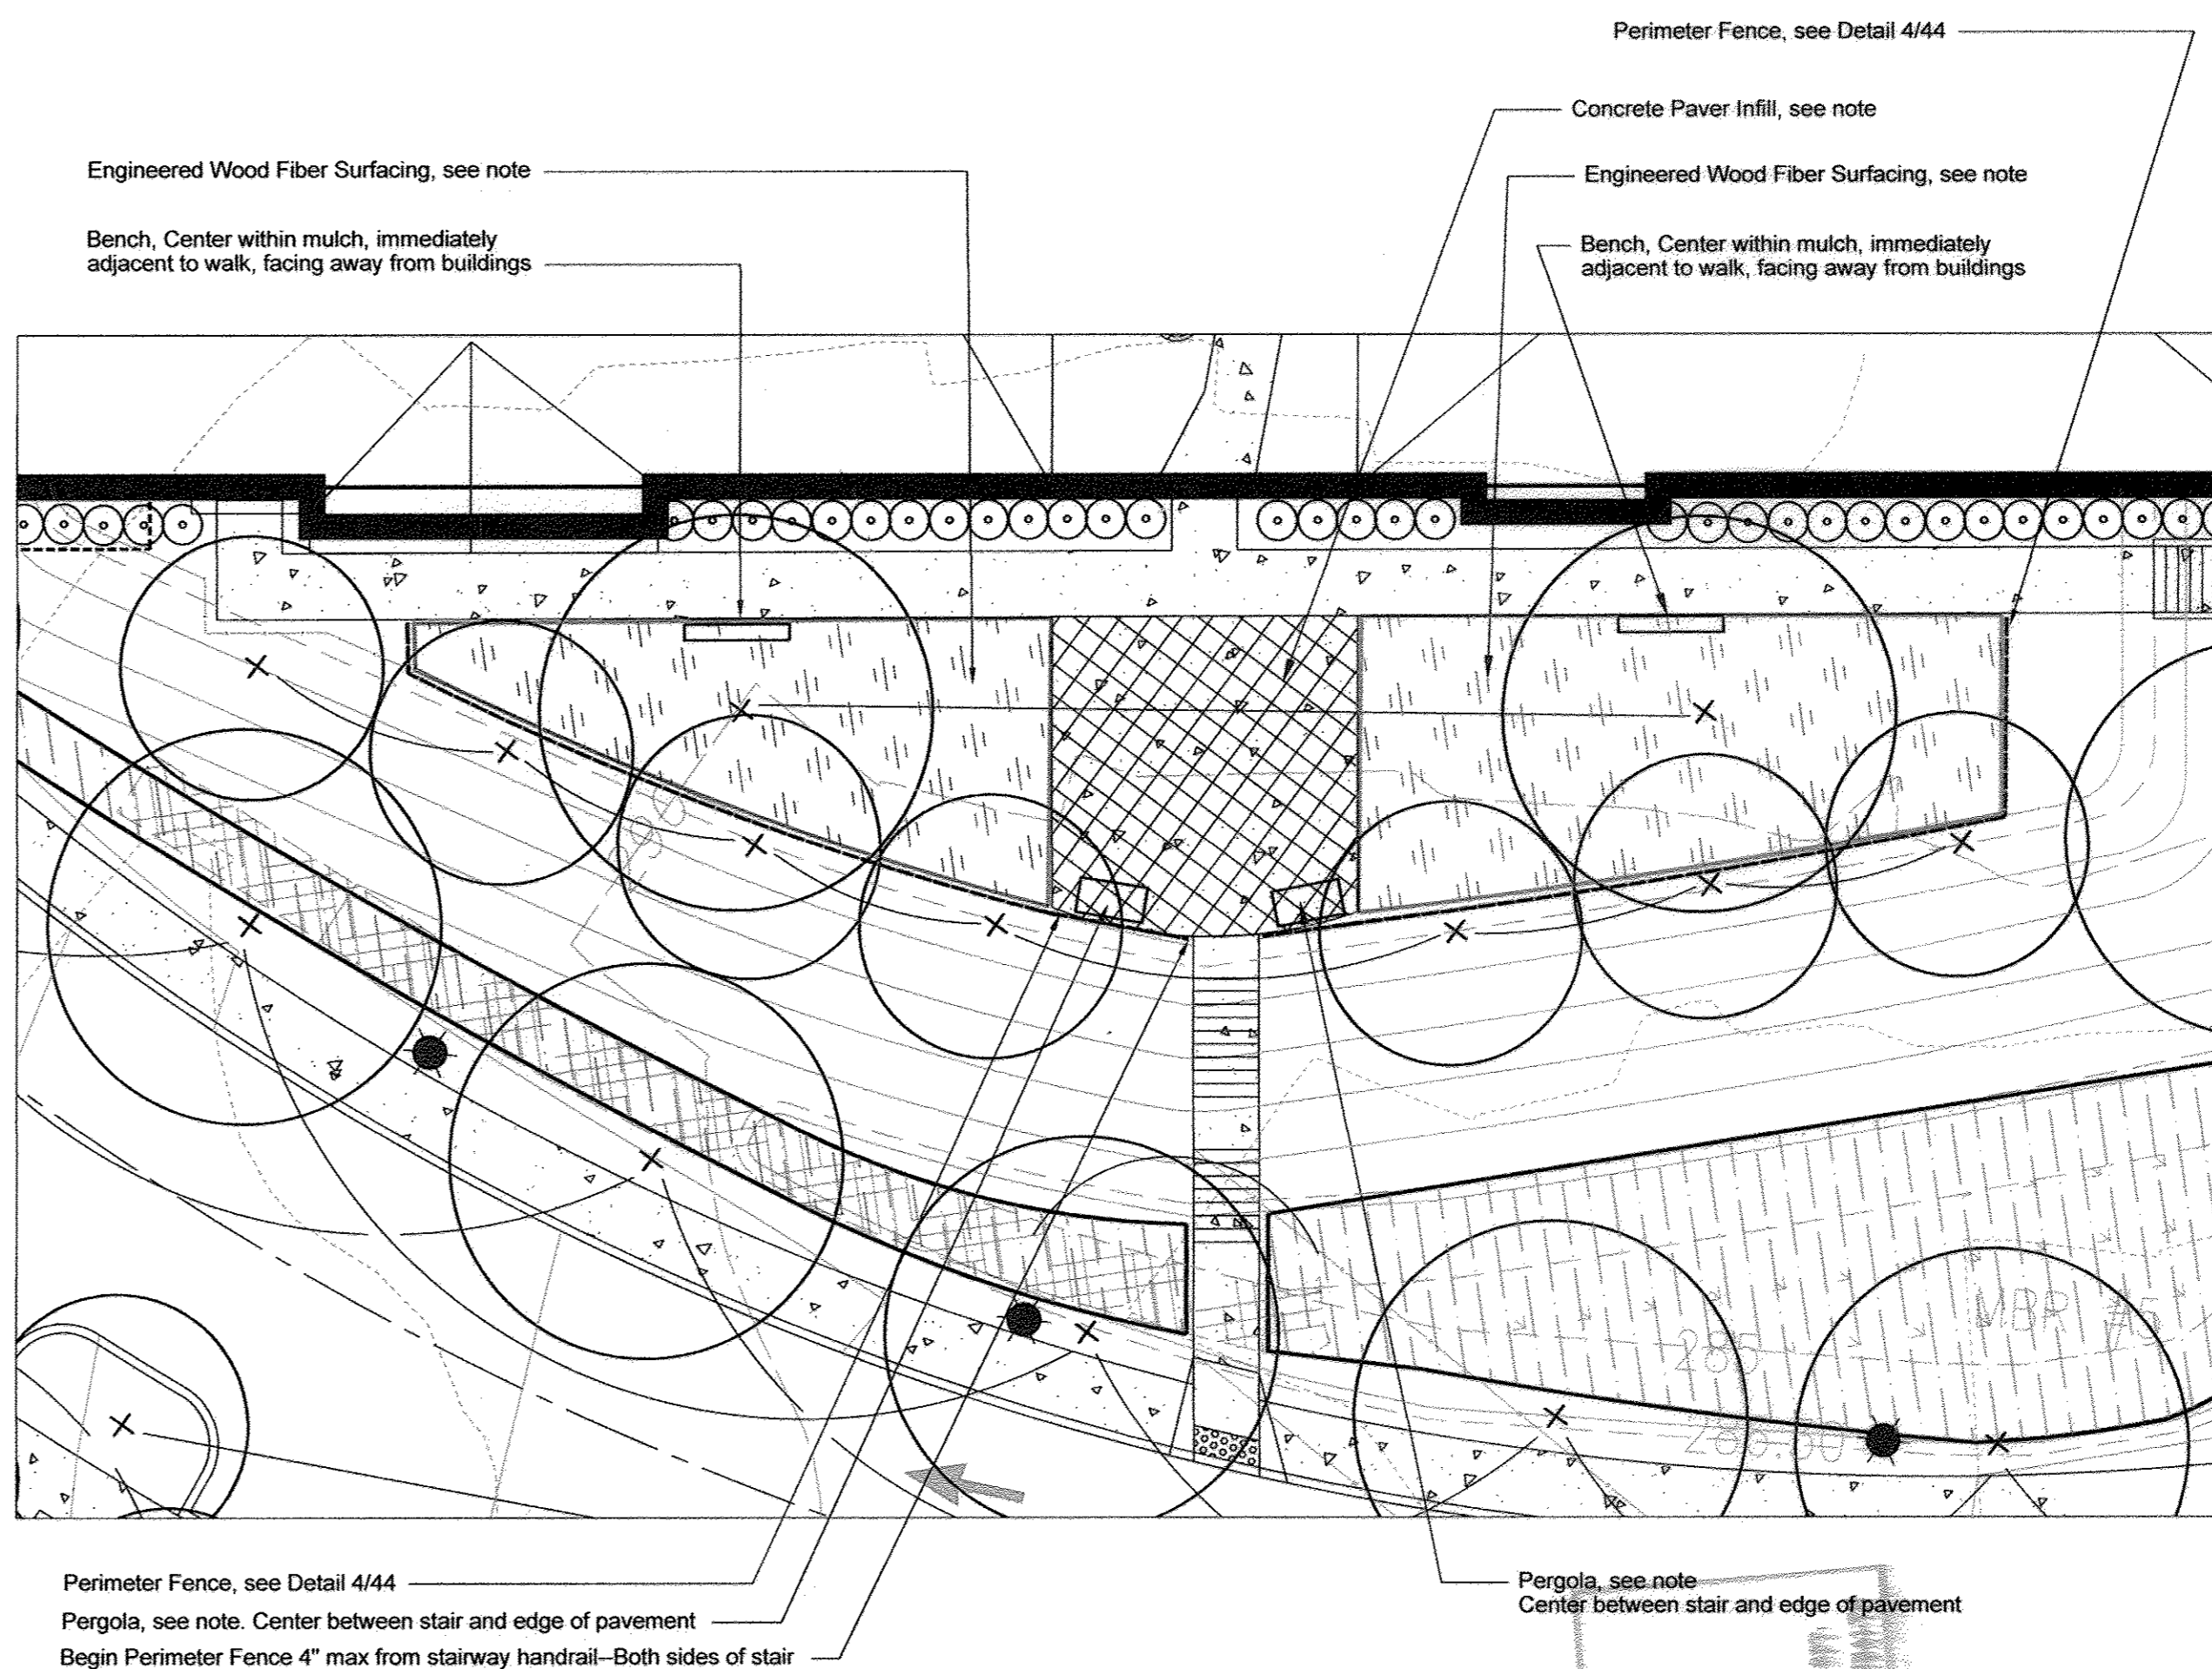 Perimeter Fence, see Detail 4/44
Concrete Paver Infill, see note
Engineered Wood Fiber Surfacing, see note
Engineered Wood Fiber Surfacing, see note
Bench, Center within mulch, immediately
adjacent to walk, facing away from buildings
Bench, Center within mulch, immediately
adjacent to walk, facing away from buildings
285
Perimeter Fence, see Detail 4/44
Pergola, see note. Center between stair and edge of pavement
Begin Perimeter Fence 4" max from stairway handrail--Both sides of stair
Pergola, see note
Center between stair and edge of pavement